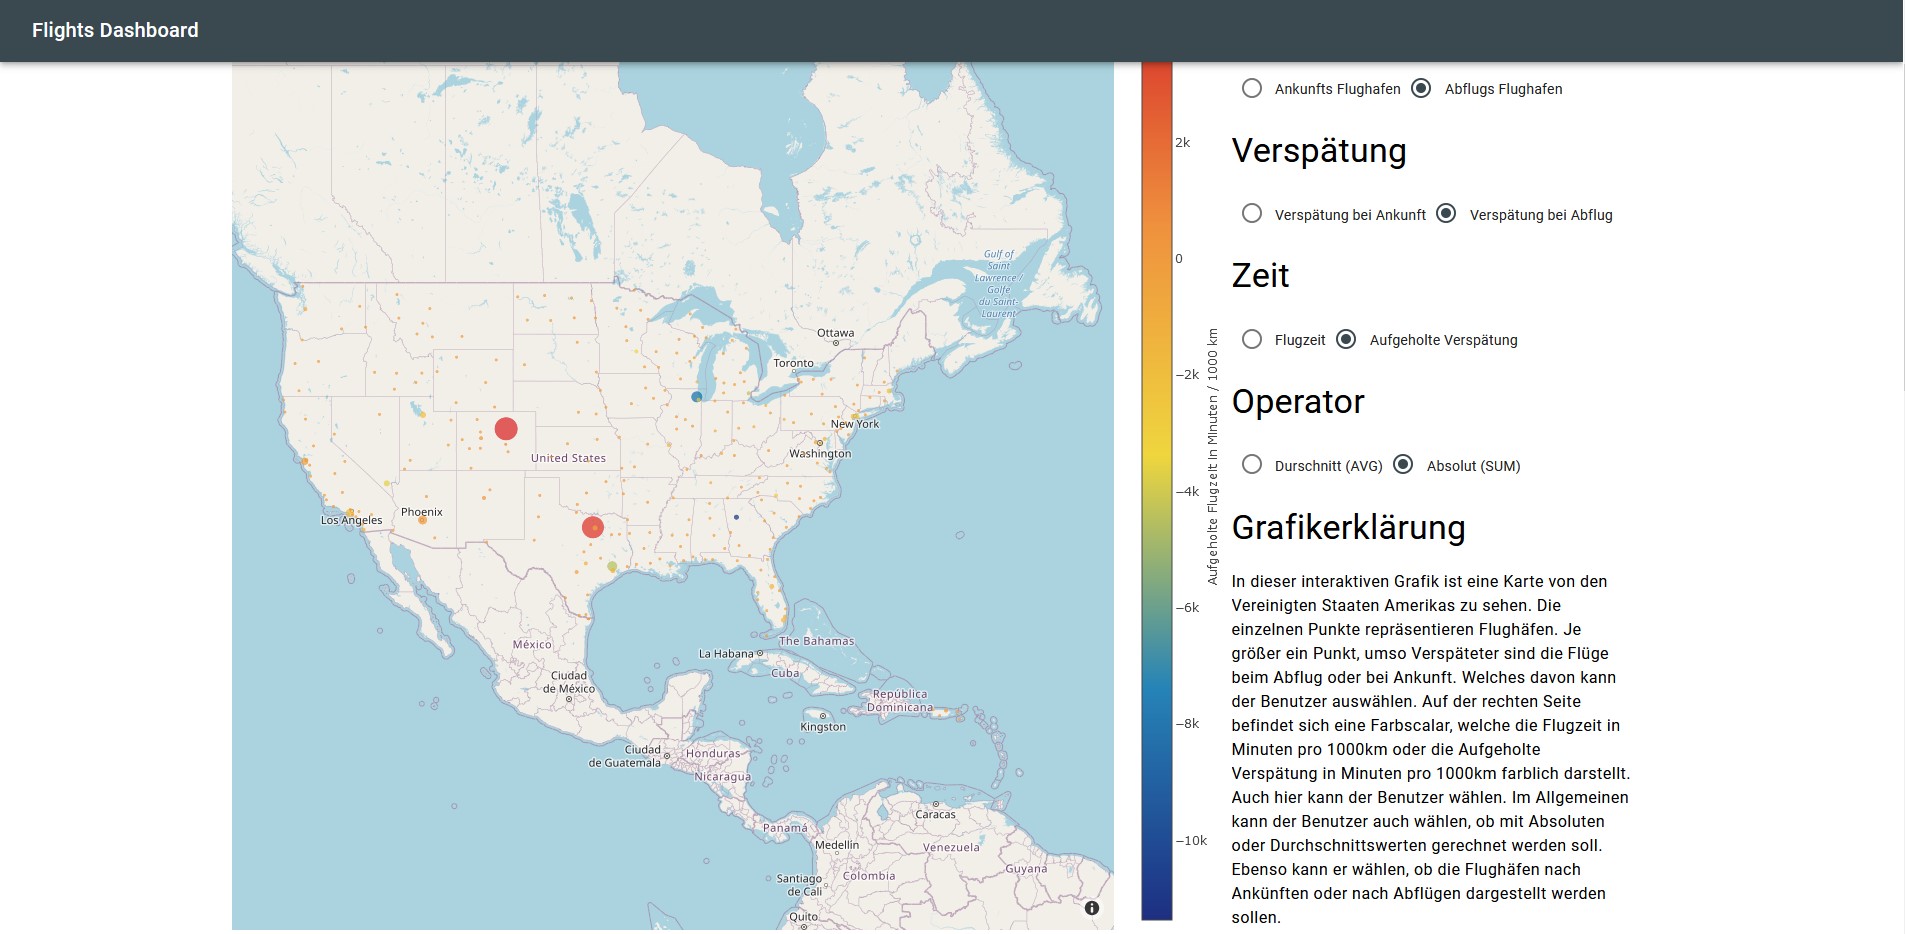 Flights Dashboard
Ankunfts Flughafen
Abflugs Flughafen
Verspätung
Verspätung bei Ankunft
Verspätung bei Abflug
Zeit
Flugzeit
Aufgeholte Verspätung
Operator
Durschnitt (AVG)
Absolut (SUM)
Grafikerklärung
In dieser interaktiven Grafik ist eine Karte von den
Vereinigten Staaten Amerikas zu sehen. Die
einzelnen Punkte repräsentieren Flughäfen. Je
größer ein Punkt, umso Verspäteter sind die Flüge
beim Abflug oder bei Ankunft. Welches davon kann
der Benutzer auswählen. Auf der rechten Seite
befindet sich eine Farbscalar, welche die Flugzeit in
Minuten pro 1000km oder die Aufgeholte
Verspätung in Minuten pro 1000km farblich darstellt.
Auch hier kann der Benutzer wählen. Im Allgemeinen
kann der Benutzer auch wählen, ob mit Absoluten
oder Durchschnittswerten gerechnet werden soll.
Ebenso kann er wählen, ob die Flughäfen nach
Ankünften oder nach Abflügen dargestellt werden
sollen.
2k
0
−2k
−4k
−6k
−8k
−10k
Aufgeholte Flugzeit in Minuten / 1000 km
Gulf of
Saint
Lawrence /
Golfe
du Saint-
Laurent
Ottawa
Toronto
New York
Washington
United States
Los Angeles
Phoenix
México
Ciudad
de México
La Habana
The Bahamas
Cuba
República
Dominicana
Kingston
Ciudad
de Guatemala
Honduras
Nicaragua
Panamá
Caracas
Medellín
Venezuela
Guyana
Colombia
Santiago
de Cali
Quito